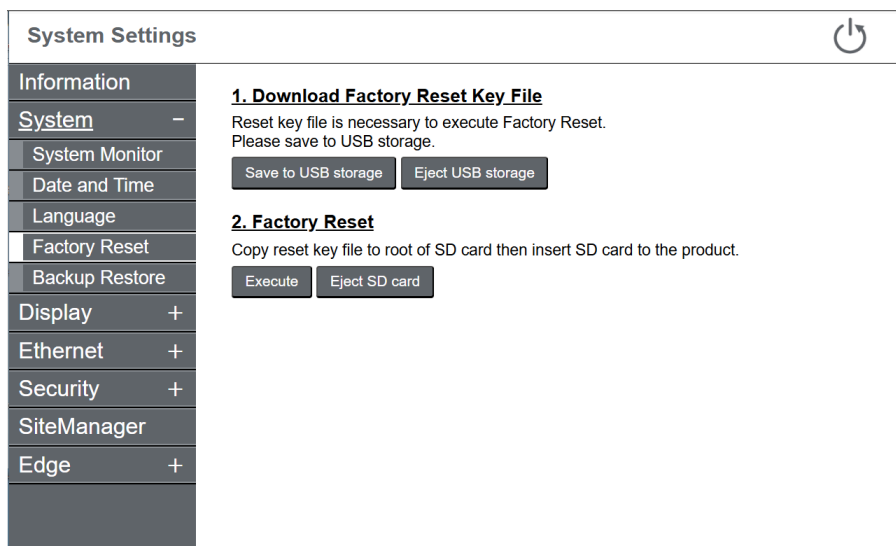 System Settings
Information
System −
System Monitor
Date and Time
Language
Factory Reset
Backup Restore
Display +
Ethernet +
Security +
SiteManager
Edge +
1. Download Factory Reset Key File
Reset key file is necessary to execute Factory Reset.
Please save to USB storage.
Save to USB storage Eject USB storage
2. Factory Reset
Copy reset key file to root of SD card then insert SD card to the product.
Execute Eject SD card